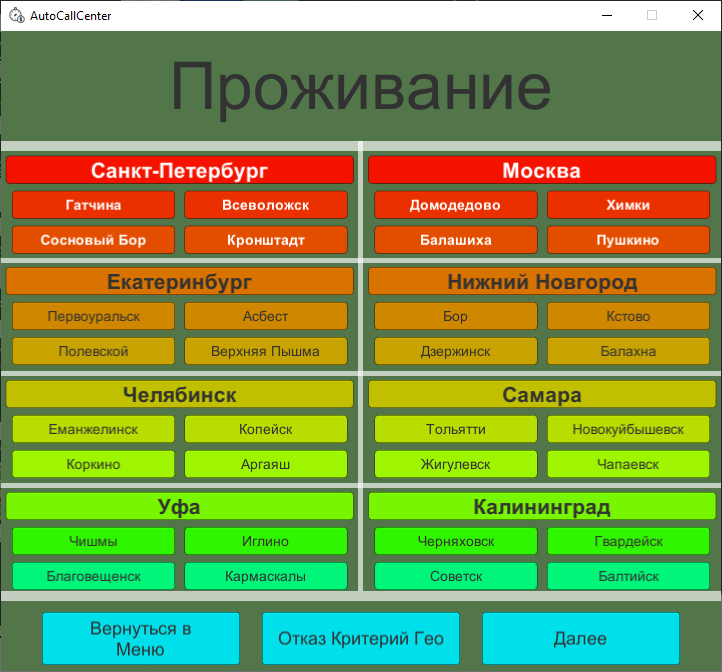 AutoCallCenter
Проживание
Санкт-Петербург
Гатчина
Всеволожск
Сосновый Бор
Кронштадт
Москва
Домодедово
Химки
Балашиха
Пушкино
Екатеринбург
Первоуральск
Асбест
Полевской
Верхняя Пышма
Нижний Новгород
Бор
Кстово
Дзержинск
Балахна
Челябинск
Еманжелинск
Копейск
Коркино
Аргаяш
Самара
Тольятти
Новокуйбышевск
Жигулевск
Чапаевск
Уфа
Чишмы
Иглино
Благовещенск
Кармаскалы
Калининград
Черняховск
Гвардейск
Советск
Балтийск
Вернуться в
Меню
Отказ Критерий Гео
Далее